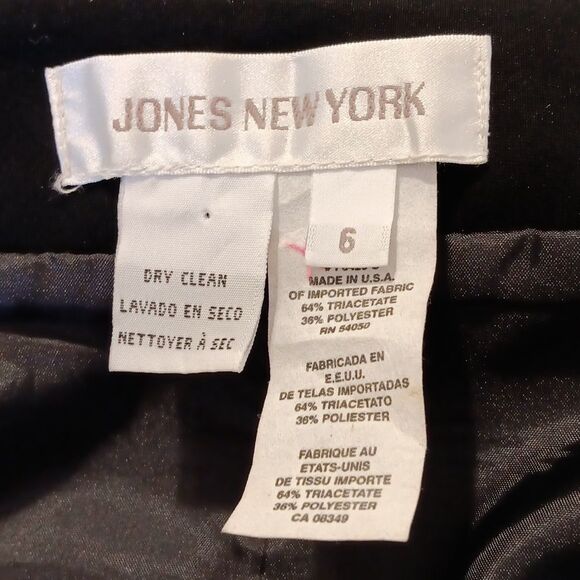 JONES NEW YORK
DRY CLEAN
LAVADO EN SECO
NETTOYER À SEC
6
MADE IN U.S.A.
OF IMPORTED FABRIC
64% TRIACETATE
36% POLYESTER
RN 54050
FABRICADA EN
E.E.U.U.
DE TELAS IMPORTADAS
64% TRIACETATO
36% POLIESTER
FABRIQUE AU
ETATS-UNIS
DE TISSU IMPORTE
64% TRIACETATE
36% POLYESTER
CA 08349